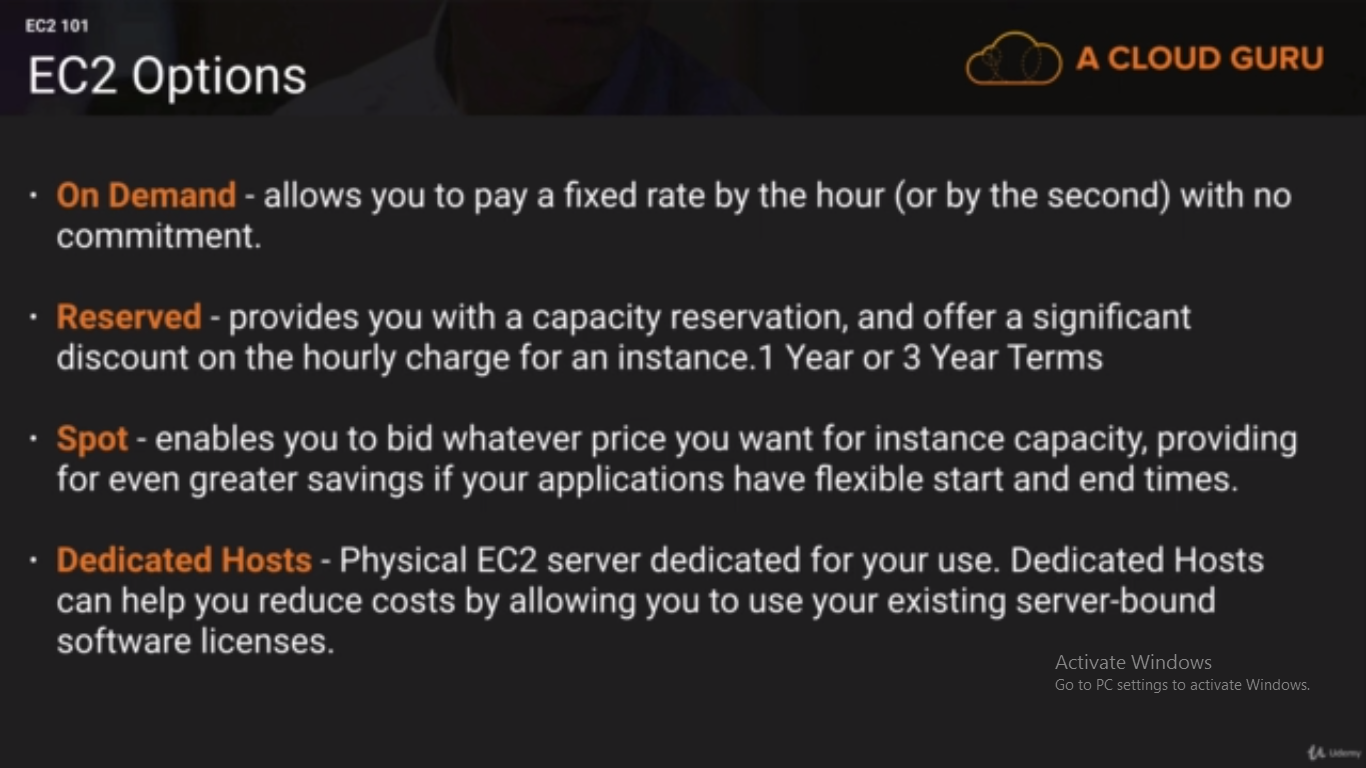 EC2 101
EC2 Options
A CLOUD GURU
· On Demand - allows you to pay a fixed rate by the hour (or by the second) with no
commitment.
· Reserved - provides you with a capacity reservation, and offer a significant
discount on the hourly charge for an instance.1 Year or 3 Year Terms
· Spot - enables you to bid whatever price you want for instance capacity, providing
for even greater savings if your applications have flexible start and end times.
· Dedicated Hosts - Physical EC2 server dedicated for your use. Dedicated Hosts
can help you reduce costs by allowing you to use your existing server-bound
software licenses.
Activate Windows
Go to PC settings to activate Windows.
Udemy